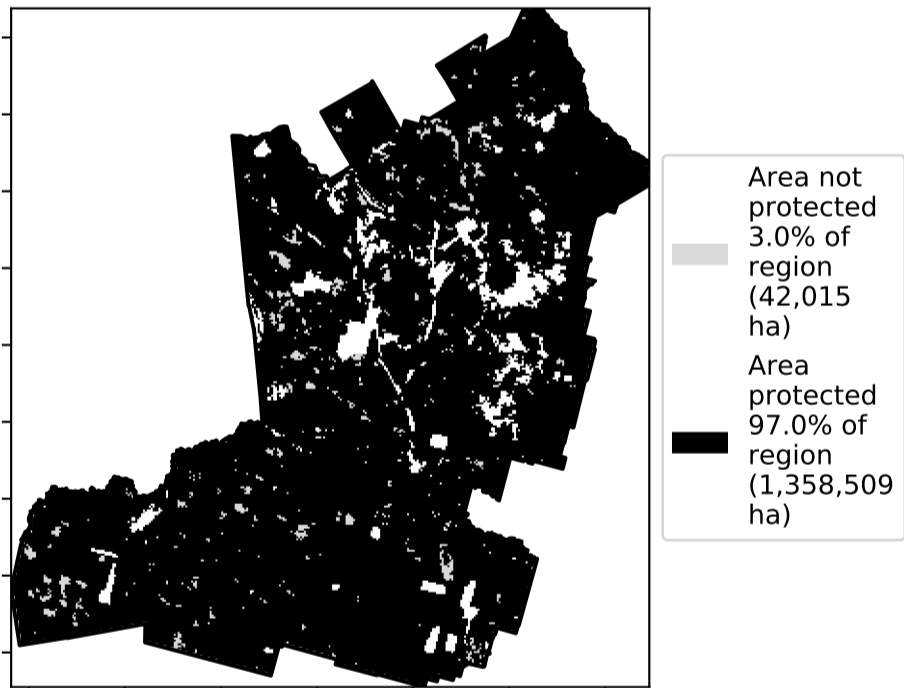 Area not
protected
3.0% of
region
(42,015
ha)
Area
protected
97.0% of
region
(1,358,509
ha)